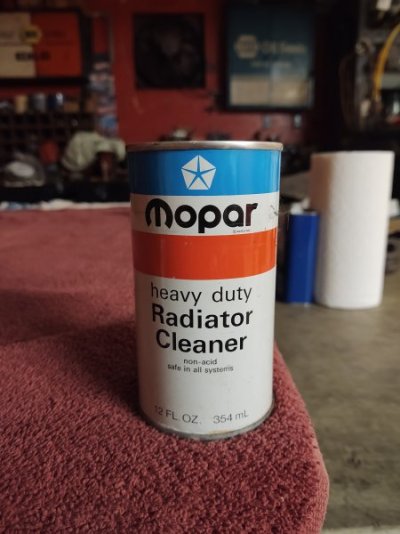 mopar
heavy duty
Radiator
Cleaner
non-acid
safe in all systems
12 FL. OZ. 354 mL